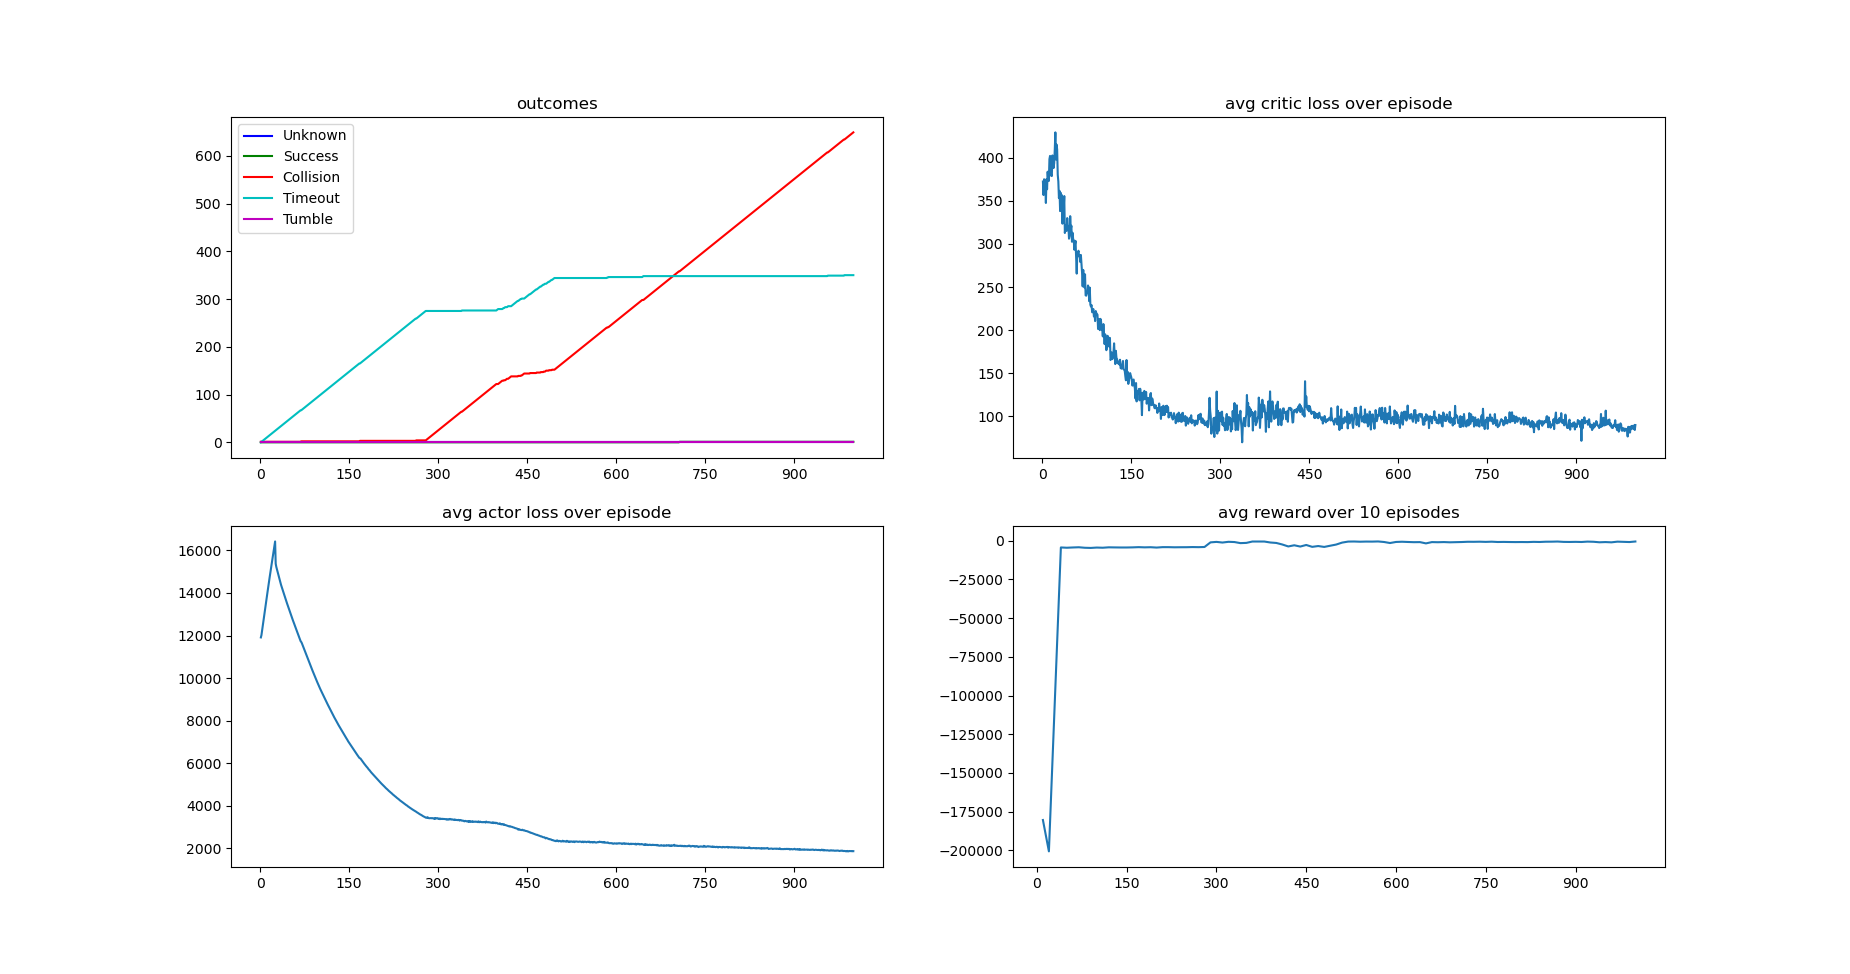 outcomes
Unknown
Success
Collision
Timeout
Tumble
600
500
400
300
200
100
0
0 150 300 450 600 750 900
avg critic loss over episode
400
350
300
250
200
150
100
0 150 300 450 600 750 900
avg actor loss over episode
16000
14000
12000
10000
8000
6000
4000
2000
0 150 300 450 600 750 900
avg reward over 10 episodes
0
−25000
−50000
−75000
−100000
−125000
−150000
−175000
−200000
0 150 300 450 600 750 900